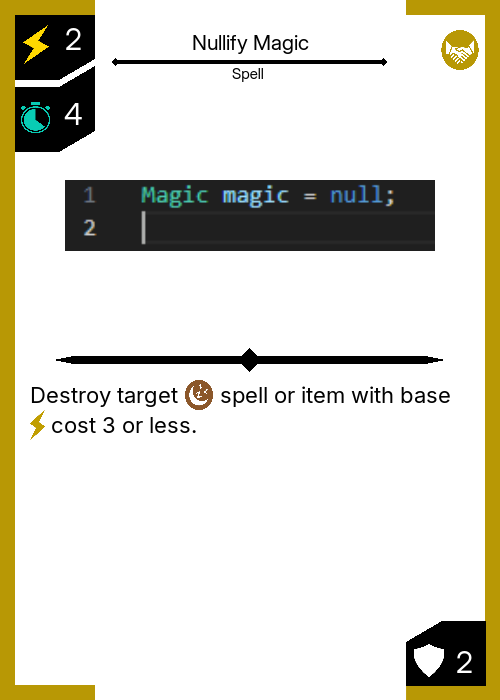 2
Nullify Magic
Spell
4
1 Magic magic = null;
2
Destroy target spell or item with base
cost 3 or less.
2